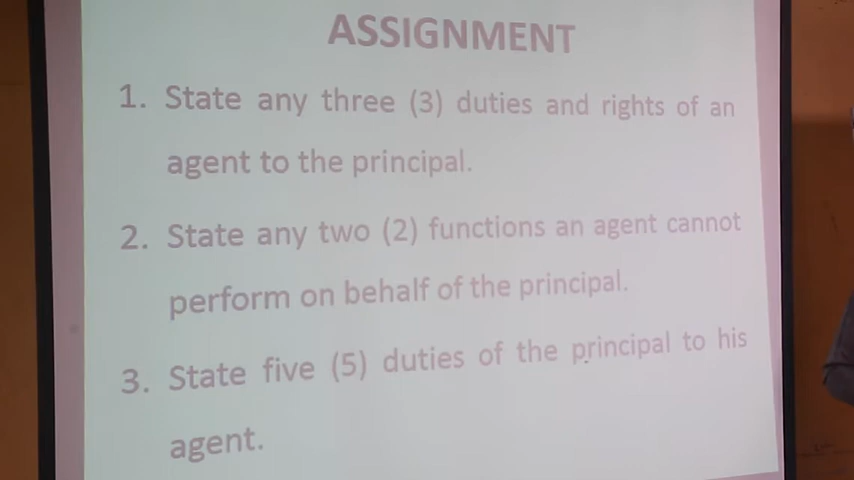 ASSIGNMENT
1. State any three (3) duties and rights of an
agent to the principal.
2. State any two (2) functions an agent cannot
perform on behalf of the principal.
3. State five (5) duties of the principal to his
agent.